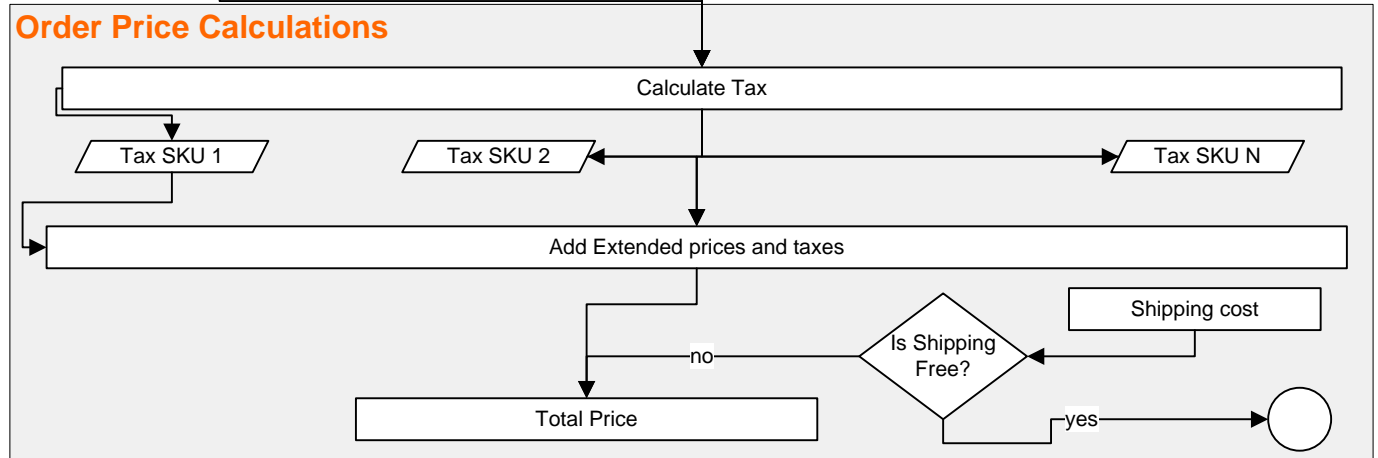 Order Price Calculations
Calculate Tax
Tax SKU 1
Tax SKU 2
Tax SKU N
Add Extended prices and taxes
Shipping cost
Is Shipping
Free?
no
Total Price
yes